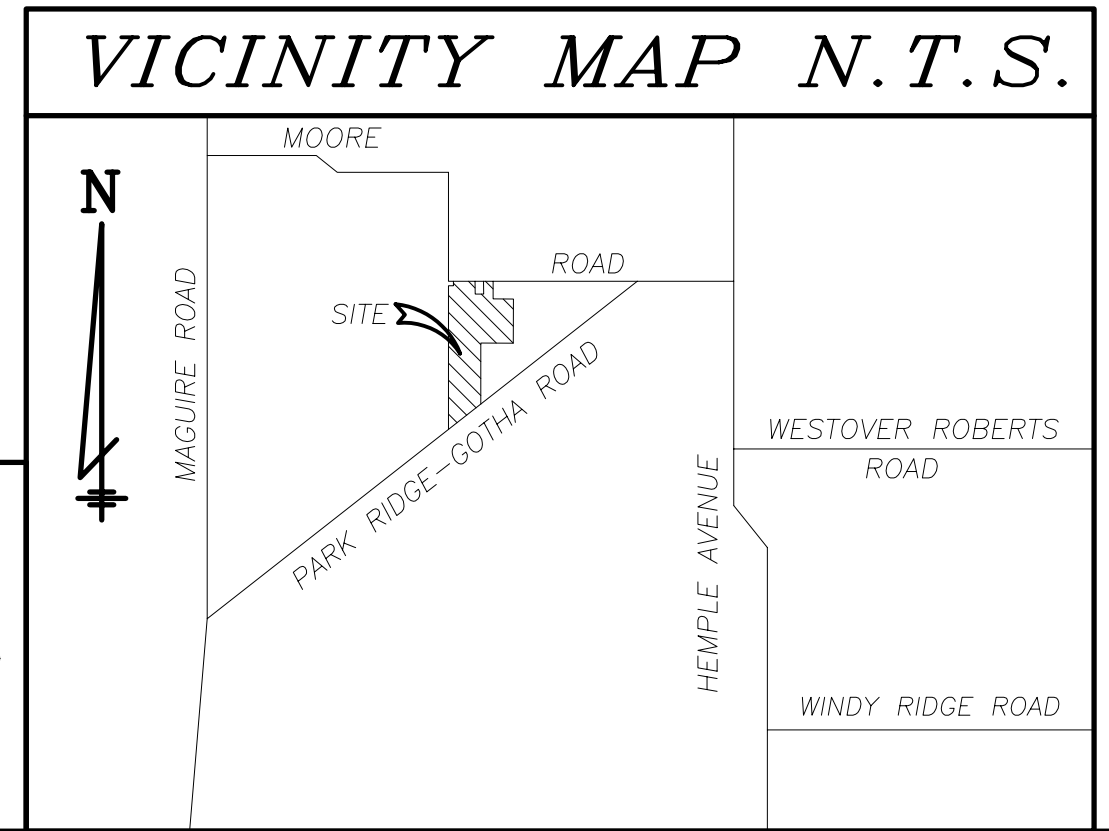 VICINITY MAP N.T.S.
MOORE
N
ROAD
MAGUIRE ROAD
SITE
PARK RIDGE-GOTHA ROAD
WESTOVER ROBERTS
ROAD
HEMPLE AVENUE
WINDY RIDGE ROAD